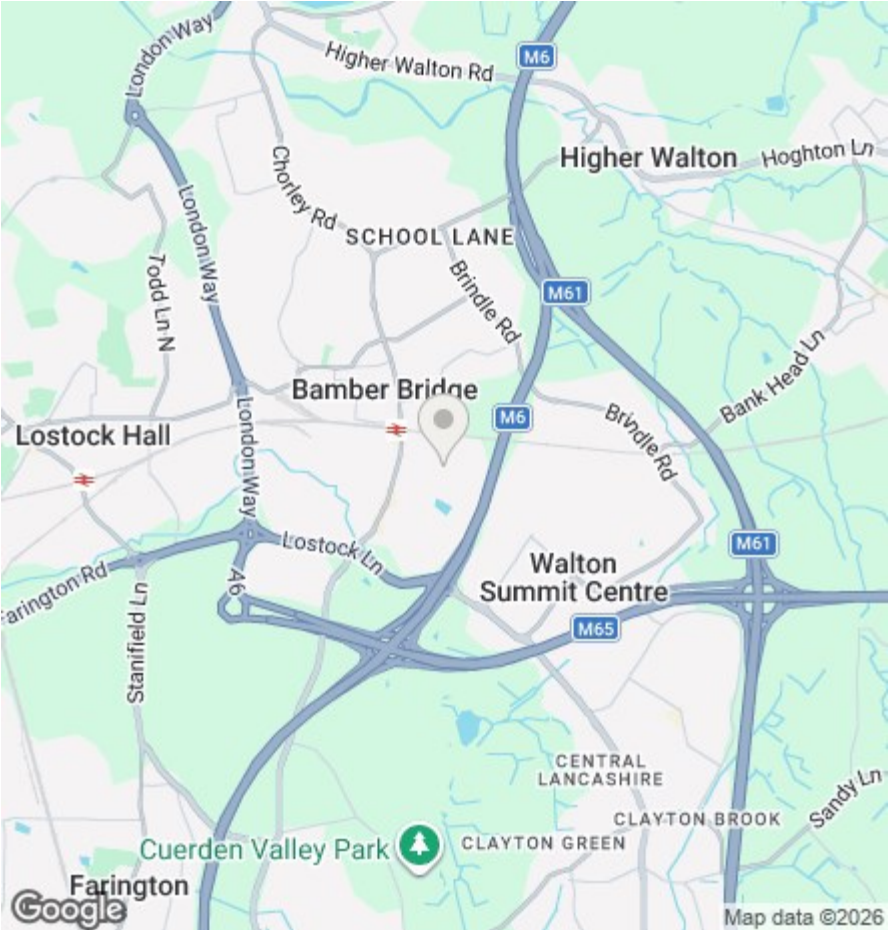 London Way
Higher Walton Rd
M6
Higher Walton
Hoghton Ln
Chorley Rd
SCHOOL LANE
London Way
Todd Ln N
Brindle Rd
M61
Bank Head Ln
Bamber Bridge
M6
Brindle Rd
Lostock Hall
London Way
Lostock Ln
M61
Farington Rd
A6
Walton
Summit Centre
Stanifield Ln
M65
CENTRAL
LANCASHIRE
Sandy Ln
CLAYTON BROOK
Cuerden Valley Park
CLAYTON GREEN
Farington
Google
Map data ©2026